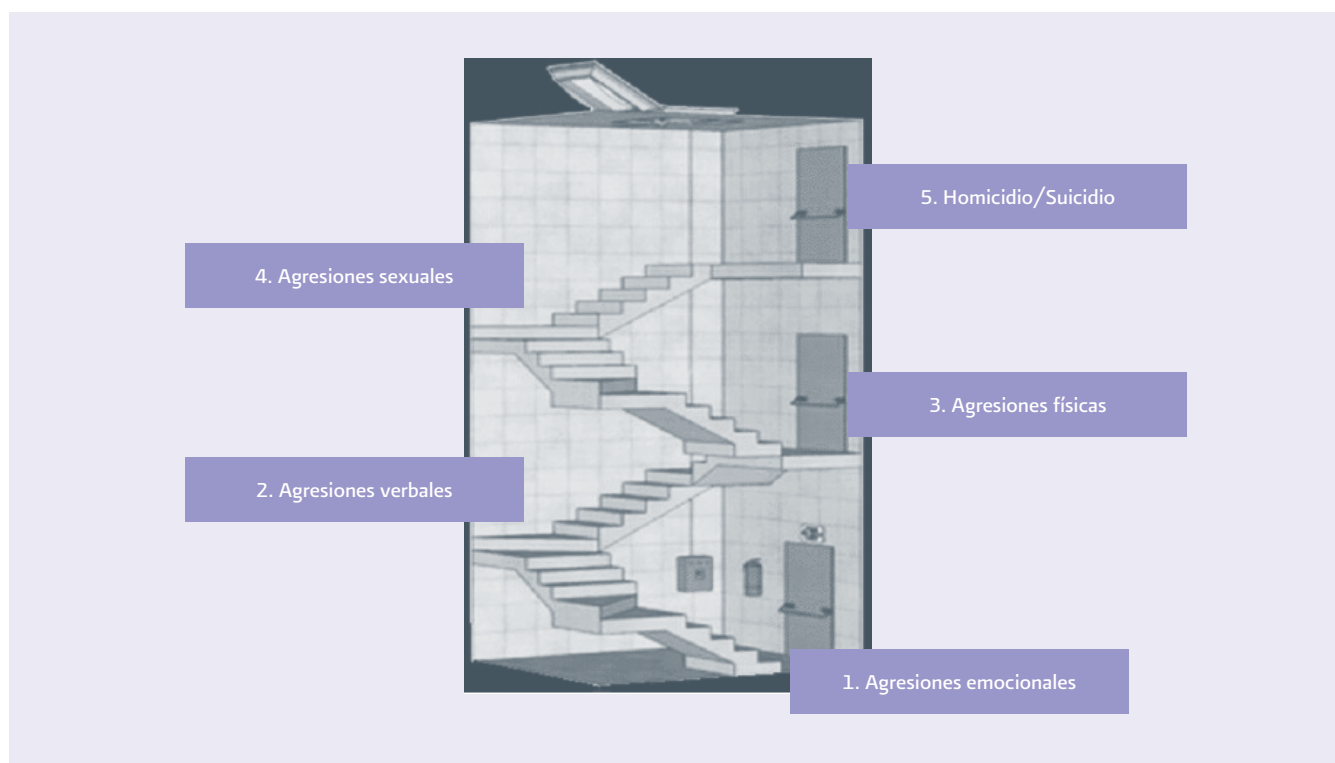 5. Homicidio/Suicidio
4. Agresiones sexuales
3. Agresiones físicas
2. Agresiones verbales
1. Agresiones emocionales